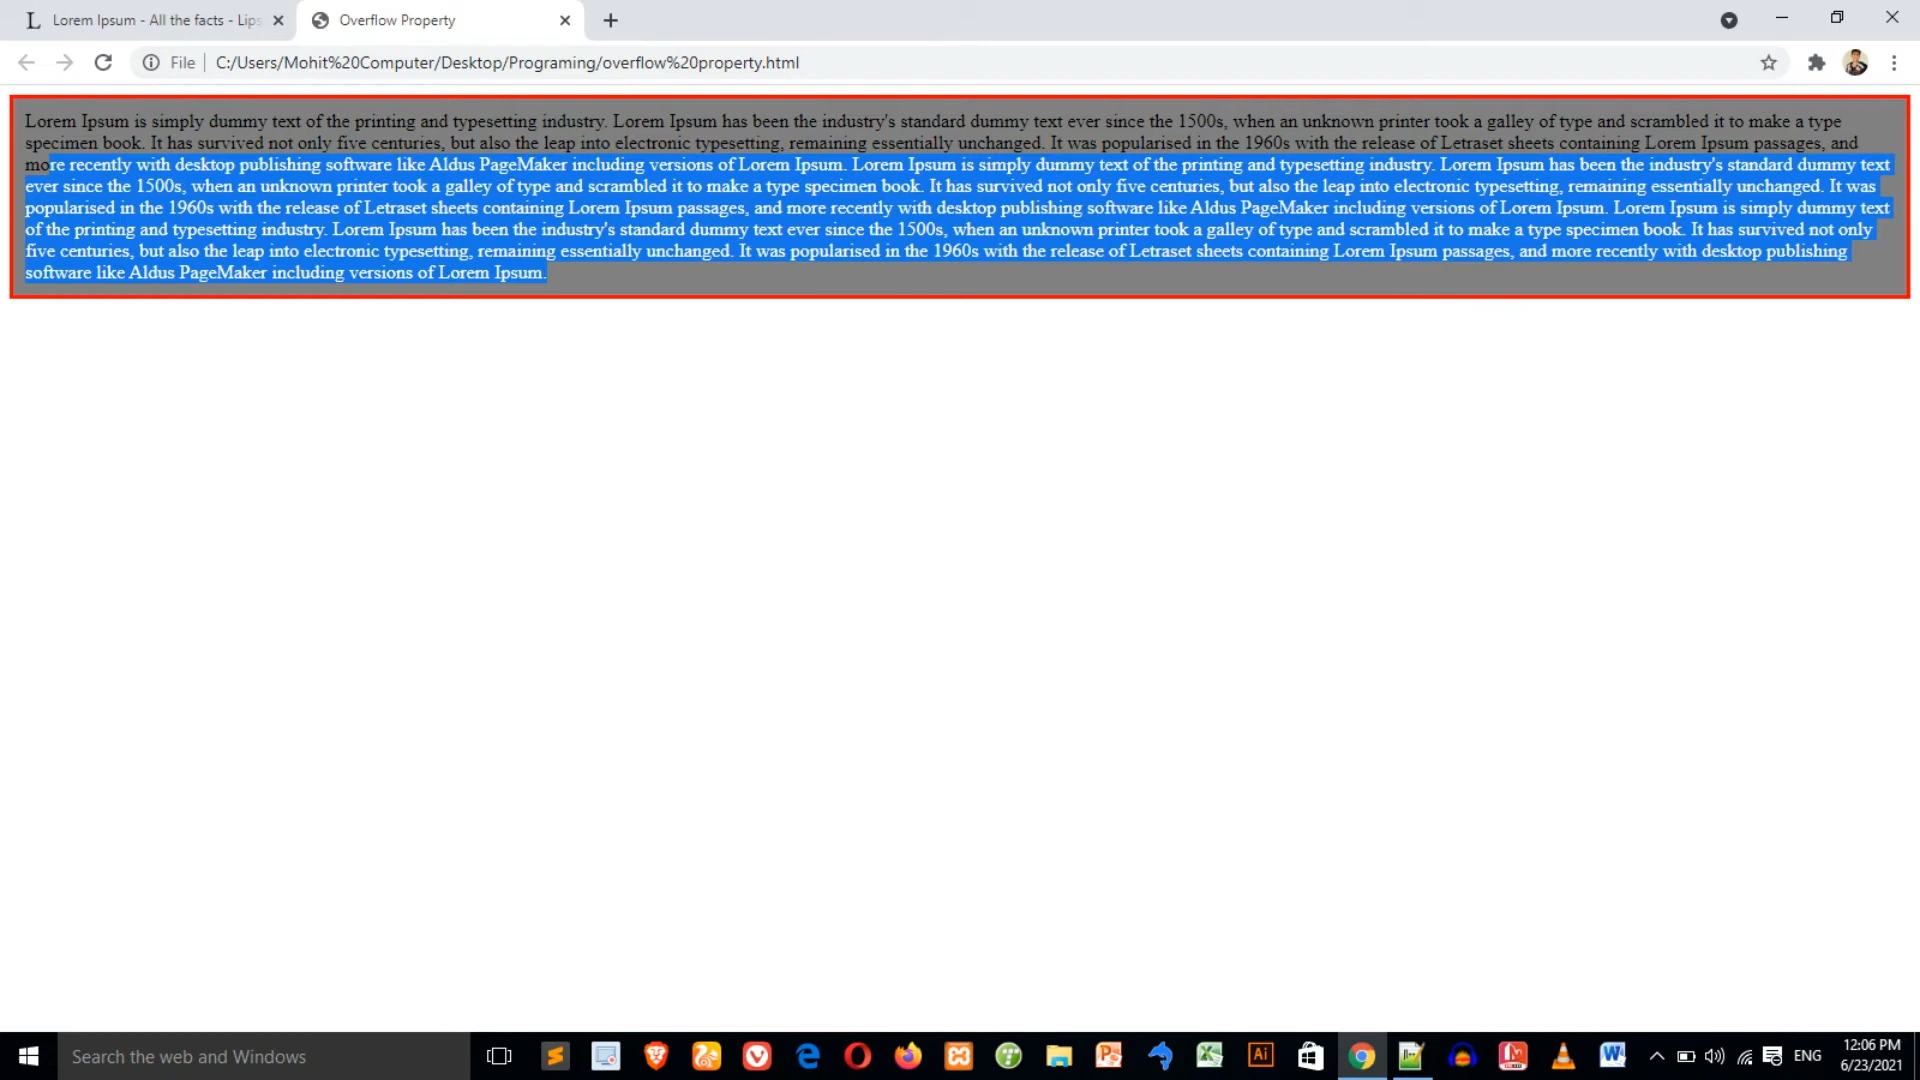 Lorem Ipsum - All the facts - Lips
Overflow Property
File
C:/Users/Mohit%20Computer/Desktop/Programing/overflow%20property.html
Lorem Ipsum is simply dummy text of the printing and typesetting industry. Lorem Ipsum has been the industry's standard dummy text ever since the 1500s, when an unknown printer took a galley of type and scrambled it to make a type
specimen book. It has survived not only five centuries, but also the leap into electronic typesetting, remaining essentially unchanged. It was popularised in the 1960s with the release of Letraset sheets containing Lorem Ipsum passages, and
more recently with desktop publishing software like Aldus PageMaker including versions of Lorem Ipsum. Lorem Ipsum is simply dummy text of the printing and typesetting industry. Lorem Ipsum has been the industry's standard dummy text
ever since the 1500s, when an unknown printer took a galley of type and scrambled it to make a type specimen book. It has survived not only five centuries, but also the leap into electronic typesetting, remaining essentially unchanged. It was
popularised in the 1960s with the release of Letraset sheets containing Lorem Ipsum passages, and more recently with desktop publishing software like Aldus PageMaker including versions of Lorem Ipsum. Lorem Ipsum is simply dummy text
of the printing and typesetting industry. Lorem Ipsum has been the industry's standard dummy text ever since the 1500s, when an unknown printer took a galley of type and scrambled it to make a type specimen book. It has survived not only
five centuries, but also the leap into electronic typesetting, remaining essentially unchanged. It was popularised in the 1960s with the release of Letraset sheets containing Lorem Ipsum passages, and more recently with desktop publishing
software like Aldus PageMaker including versions of Lorem Ipsum.
Search the web and Windows
ENG
12:06 PM
6/23/2021